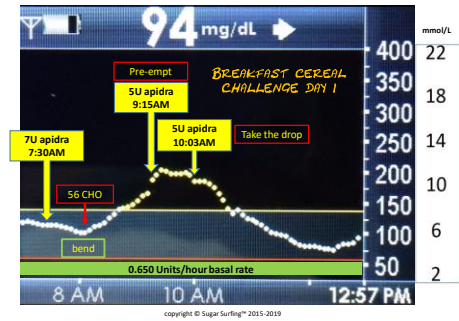 94 mg/dL
mmol/L
BREAKFAST CEREAL
CHALLENGE DAY 1
Pre-empt
5U apidra
9:15AM
5U apidra
10:03AM
Take the drop
7U apidra
7:30AM
56 CHO
bend
0.650 Units/hour basal rate
400
350
300
250
200
150
100
50
22
18
14
10
6
2
8 AM
10 AM
12:57 PM
copyright © Sugar Surfing™ 2015-2019